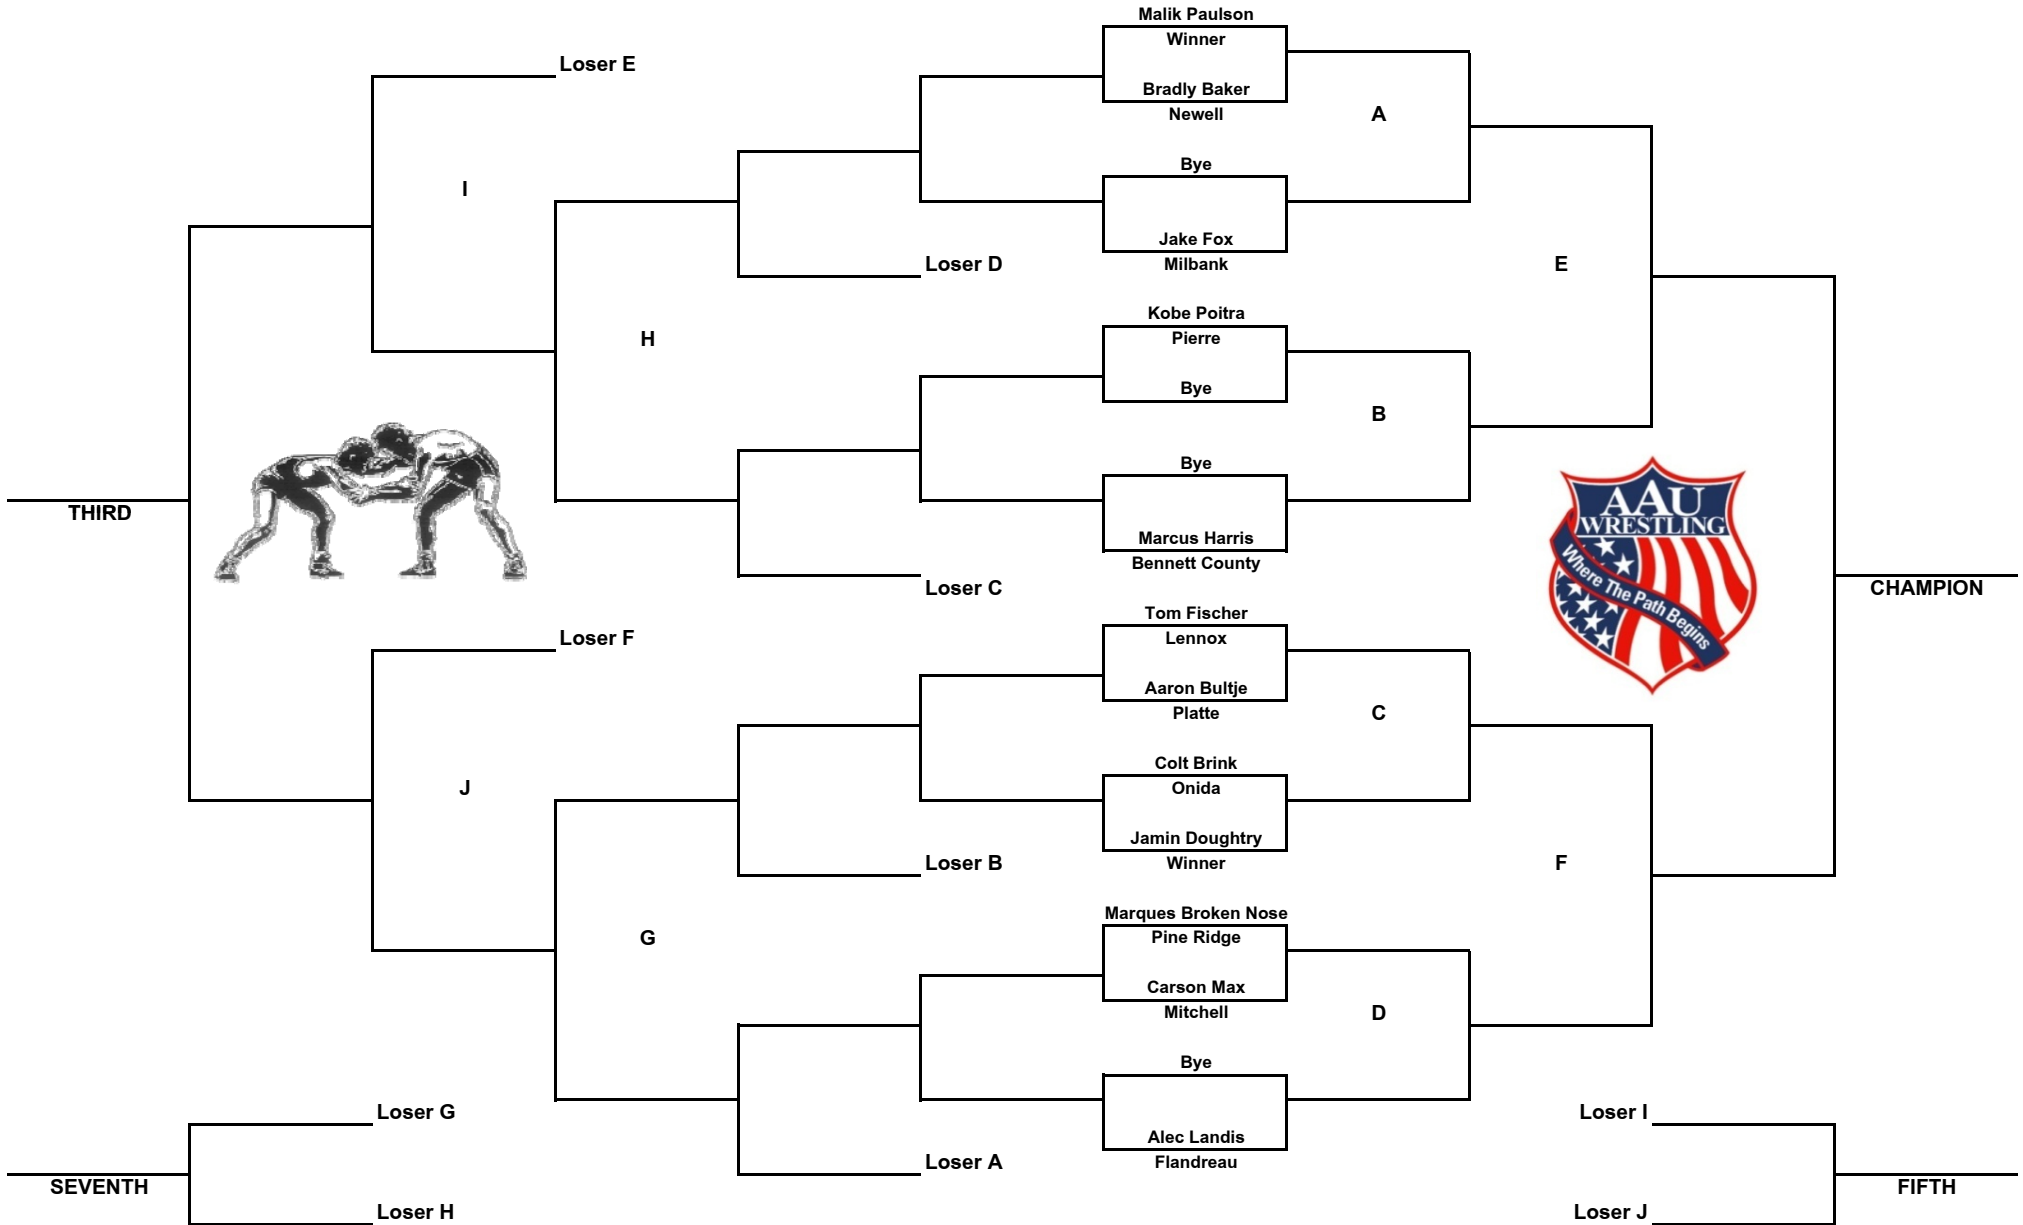 Malik Paulson
Winner
Loser E
Bradly Baker
Newell
A
Bye
I
Jake Fox
Milbank
Loser D
E
Kobe Poitra
Pierre
H
Bye
B
Bye
AAU
WRESTLING
Where The Path Begins
THIRD
Marcus Harris
Bennett County
Loser C
CHAMPION
Tom Fischer
Lennox
Loser F
Aaron Bultje
Platte
C
Colt Brink
Onida
J
Jamin Doughtry
Winner
Loser B
F
Marques Broken Nose
Pine Ridge
G
Carson Max
Mitchell
D
Bye
Loser G
Loser I
Alec Landis
Flandreau
Loser A
SEVENTH
FIFTH
Loser H
Loser J